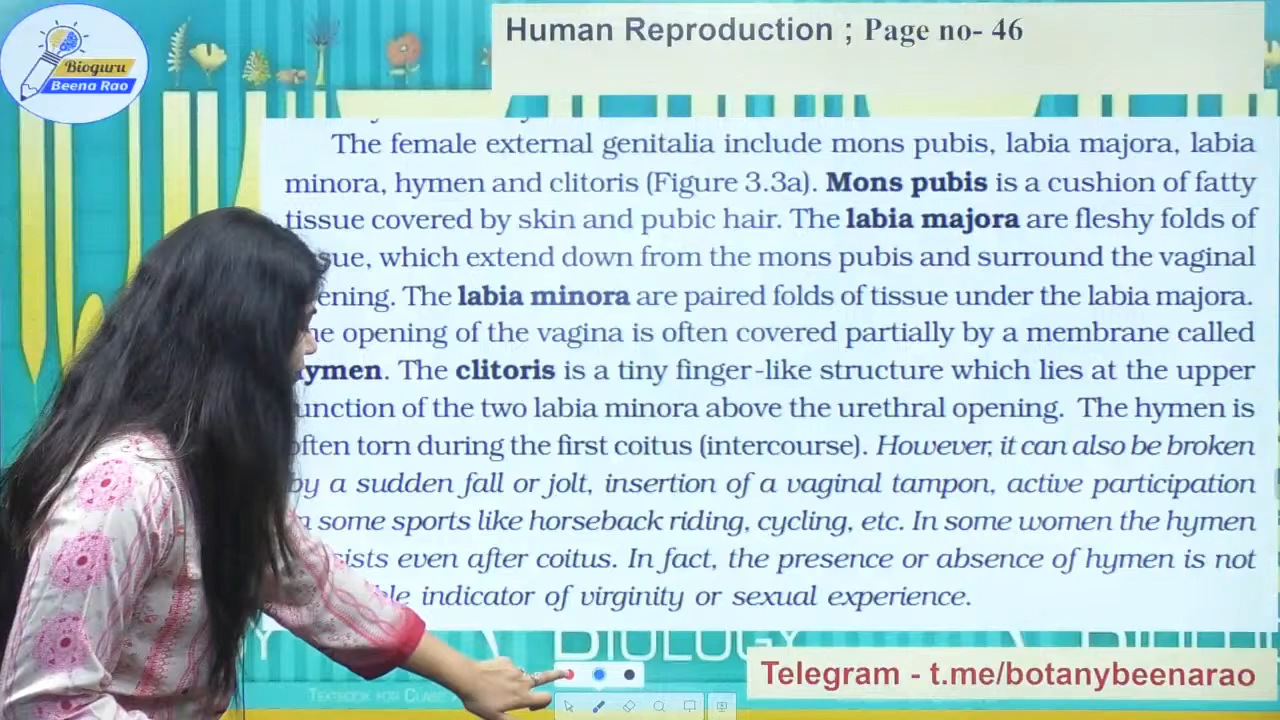 Human Reproduction ; Page no- 46
Bioguru
Beena Rao
The female external genitalia include mons pubis, labia majora, labia
minora, hymen and clitoris (Figure 3.3a). Mons pubis is a cushion of fatty
tissue covered by skin and pubic hair. The labia majora are fleshy folds of
sue, which extend down from the mons pubis and surround the vaginal
ening. The labia minora are paired folds of tissue under the labia majora.
e opening of the vagina is often covered partially by a membrane called
ymen. The clitoris is a tiny finger-like structure which lies at the upper
unction of the two labia minora above the urethral opening. The hymen is
often torn during the first coitus (intercourse). However, it can also be broken
by a sudden fall or jolt, insertion of a vaginal tampon, active participation
some sports like horseback riding, cycling, etc. In some women the hymen
sists even after coitus. In fact, the presence or absence of hymen is not
le indicator of virginity or sexual experience.
BIOLOGY
TEXTBOOK FOR CLASS
Telegram - t.me/botanybeenarao